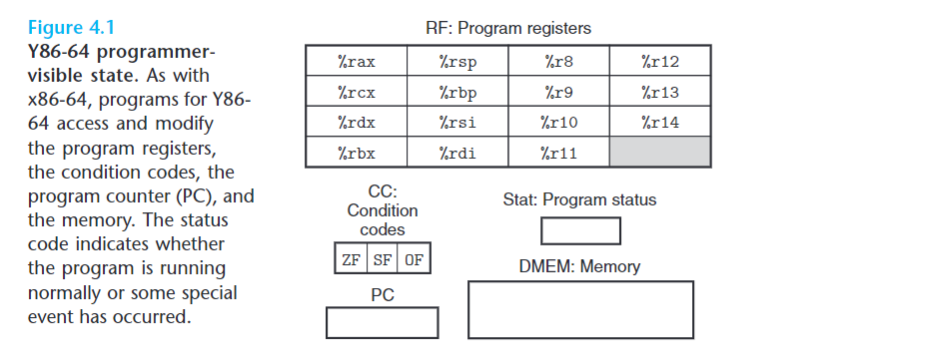 Figure 4.1
Y86-64 programmer-
visible state. As with
x86-64, programs for Y86-
64 access and modify
the program registers,
the condition codes, the
program counter (PC), and
the memory. The status
code indicates whether
the program is running
normally or some special
event has occurred.
RF: Program registers
%rax %rsp %r8 %r12
%rcx %rbp %r9 %r13
%rdx %rsi %r10 %r14
%rbx %rdi %r11
CC:
Condition
codes
ZF SF OF
PC
Stat: Program status
DMEM: Memory